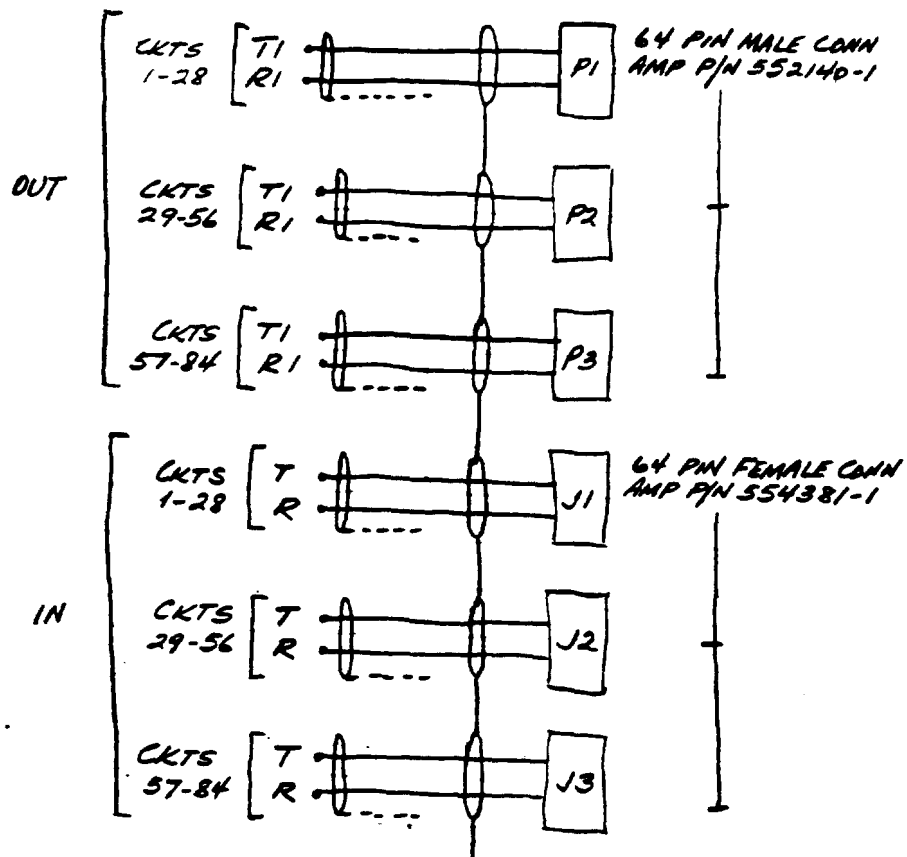 CKTS
1-28
T1
R1
P1
64 PIN MALE CONN
AMP P/N 552140-1
OUT
CKTS
29-56
T1
R1
P2
CKTS
57-84
T1
R1
P3
CKTS
1-28
T
R
J1
64 PIN FEMALE CONN
AMP P/N 554381-1
IN
CKTS
29-56
T
R
J2
CKTS
57-84
T
R
J3